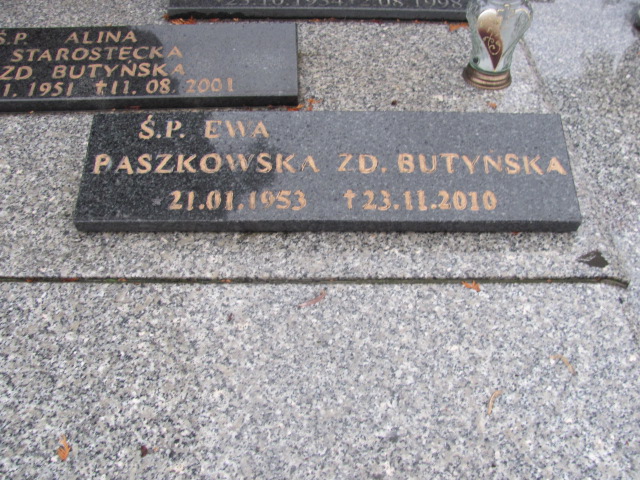 Ś.P. ALINA
STAROSTECKA
ZD BUTYŃSKA
1951 †11.08.2001
Ś.P. EWA
PASZKOWSKA ZD. BUTYŃSKA
*21.01.1953 †23.11.2010